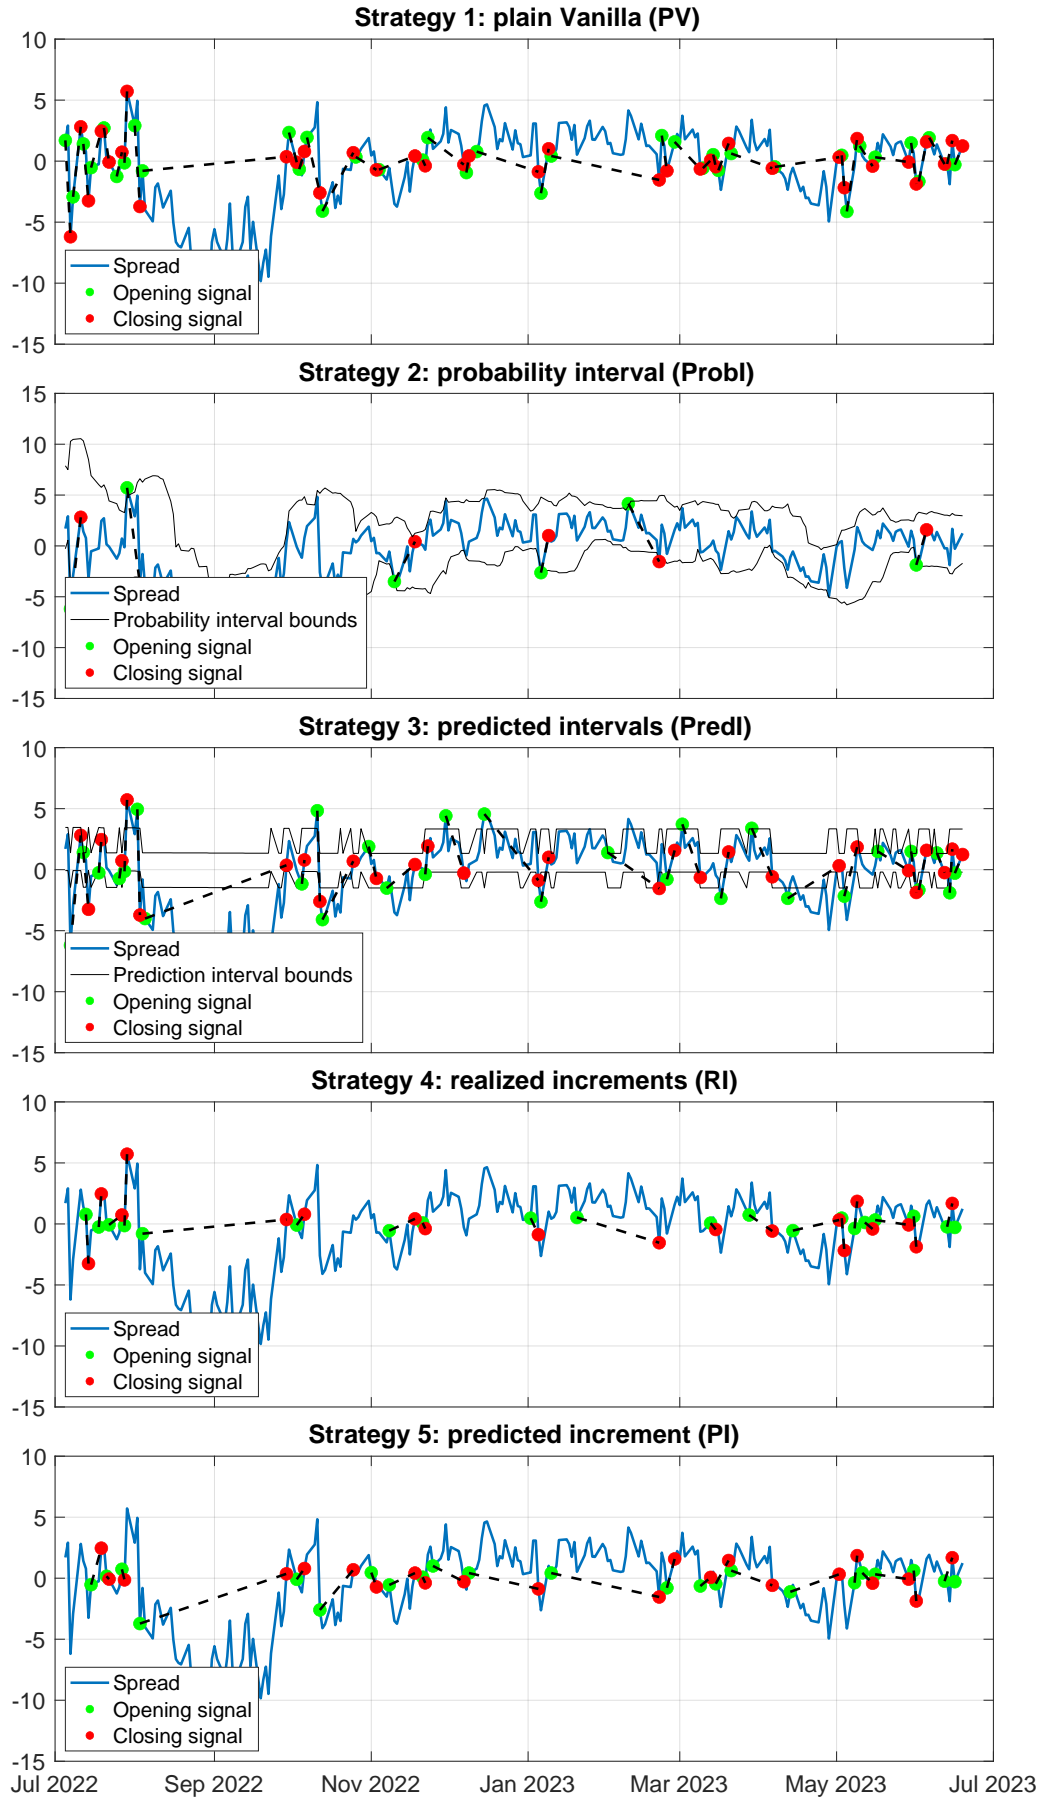 Strategy 1: plain Vanilla (PV)
10
5
0
-5
-10
-15
Spread
Opening signal
Closing signal
Strategy 2: probability interval (ProbI)
15
10
5
0
-5
-10
-15
Spread
Probability interval bounds
Opening signal
Closing signal
Strategy 3: predicted intervals (PredI)
10
5
0
-5
-10
-15
Spread
Prediction interval bounds
Opening signal
Closing signal
Strategy 4: realized increments (RI)
10
5
0
-5
-10
-15
Spread
Opening signal
Closing signal
Strategy 5: predicted increment (PI)
10
5
0
-5
-10
-15
Spread
Opening signal
Closing signal
Jul 2022 Sep 2022 Nov 2022 Jan 2023 Mar 2023 May 2023 Jul 2023